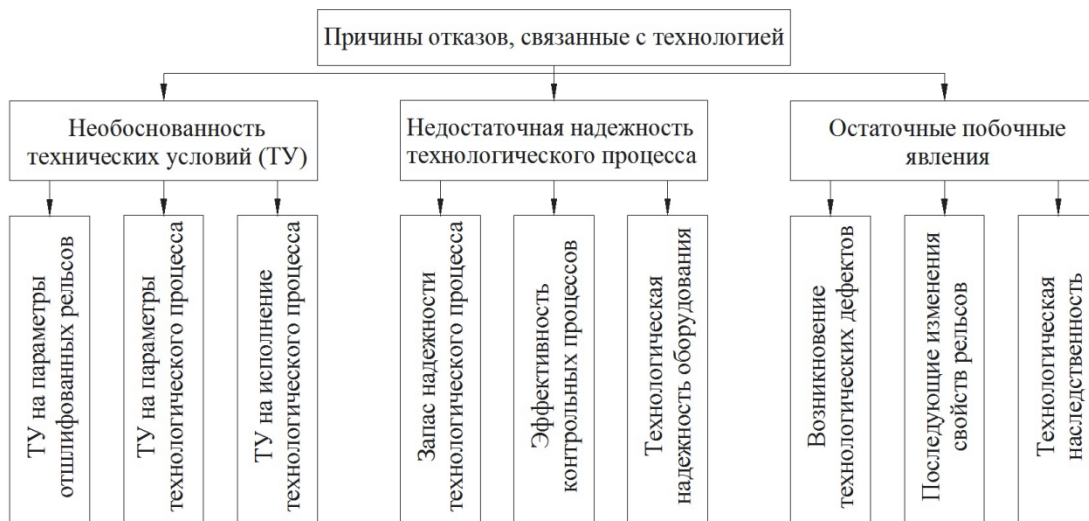 Причины отказов, связанные с технологией
Необоснованность
технических условий (ТУ)
Недостаточная надежность
технологического процесса
Остаточные побочные
явления
ТУ на параметры
отшлифованных рельсов
ТУ на параметры
технологического процесса
ТУ на исполнение
технологического процесса
Запас надежности
технологического процесса
Эффективность
контрольных процессов
Технологическая
надежность оборудования
Возникновение
технологических дефектов
Последующие изменения
свойств рельсов
Технологическая
наследственность